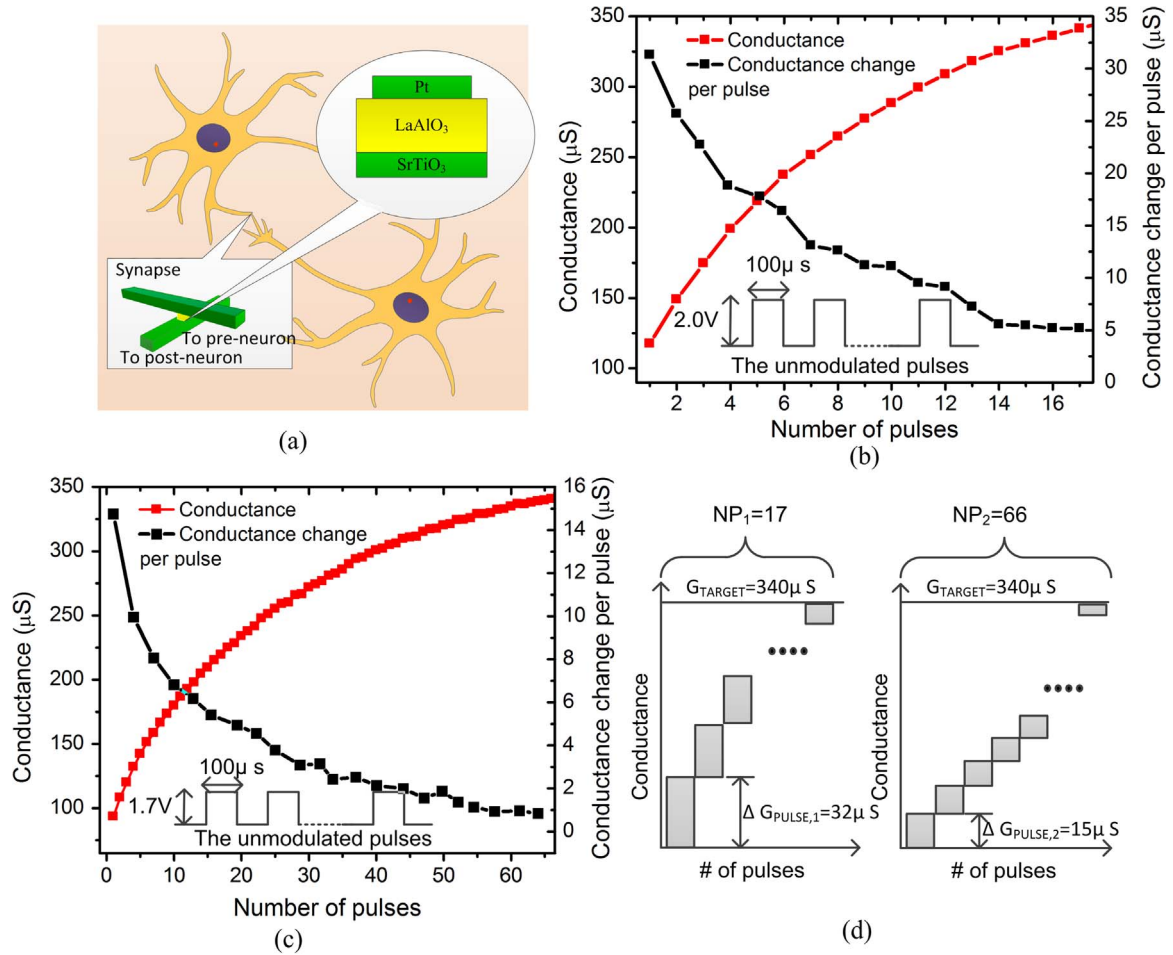 Pt
LaAlO₃
SrTiO₃
Synapse
To pre-neuron
To post-neuron
(a)
350
300
250
200
150
100
Conductance (μS)
Conductance
Conductance change
per pulse
100μ s
2.0V
The unmodulated pulses
2 4 6 8 10 12 14 16
Number of pulses
35
30
25
20
15
10
5
0
Conductance change per pulse (μS)
(b)
350
300
250
200
150
100
Conductance (μS)
Conductance
Conductance change
per pulse
100μ s
1.7V
The unmodulated pulses
0 10 20 30 40 50 60
Number of pulses
16
14
12
10
8
6
4
2
0
Conductance change per pulse (μS)
(c)
NP₁=17
G_TARGET=340μ S
Conductance
Δ G_PULSE,1=32μ S
# of pulses
NP₂=66
G_TARGET=340μ S
Conductance
Δ G_PULSE,2=15μ S
# of pulses
(d)